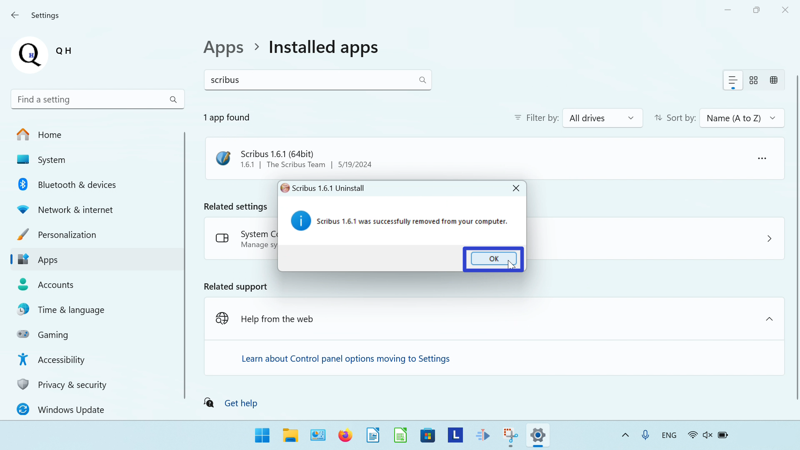 Settings
Q H
Find a setting
Home
System
Bluetooth & devices
Network & internet
Personalization
Apps
Accounts
Time & language
Gaming
Accessibility
Privacy & security
Windows Update
Apps > Installed apps
scribus
1 app found
Filter by: All drives
Sort by: Name (A to Z)
Scribus 1.6.1 (64bit)
1.6.1 | The Scribus Team | 5/19/2024
Related settings
System Co
Manage sy
Scribus 1.6.1 Uninstall
Scribus 1.6.1 was successfully removed from your computer.
OK
Related support
Help from the web
Learn about Control panel options moving to Settings
Get help
L
ENG